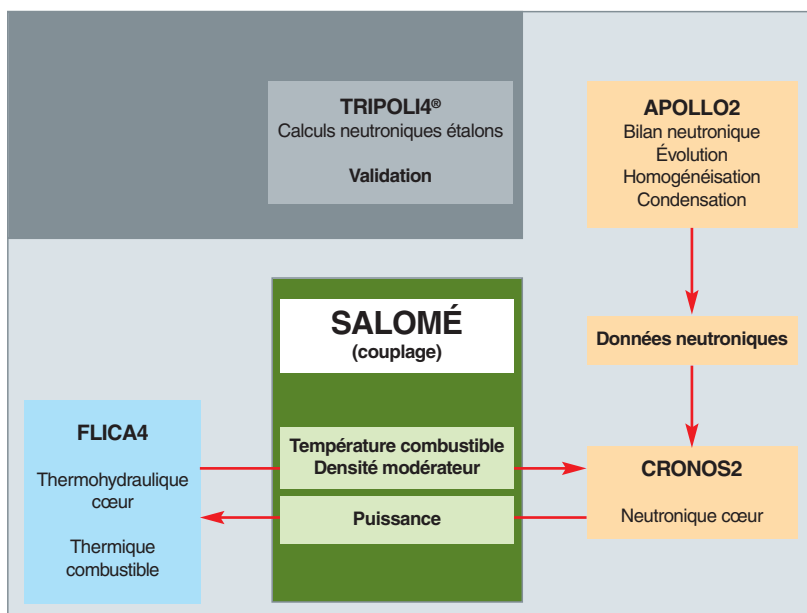 TRIPOLI4®
Calculs neutroniques étalons
Validation
APOLLO2
Bilan neutronique
Évolution
Homogénéisation
Condensation
SALOMÉ
(couplage)
Données neutroniques
FLICA4
Thermohydraulique
cœur
Thermique
combustible
Température combustible
Densité modérateur
Puissance
CRONOS2
Neutronique cœur